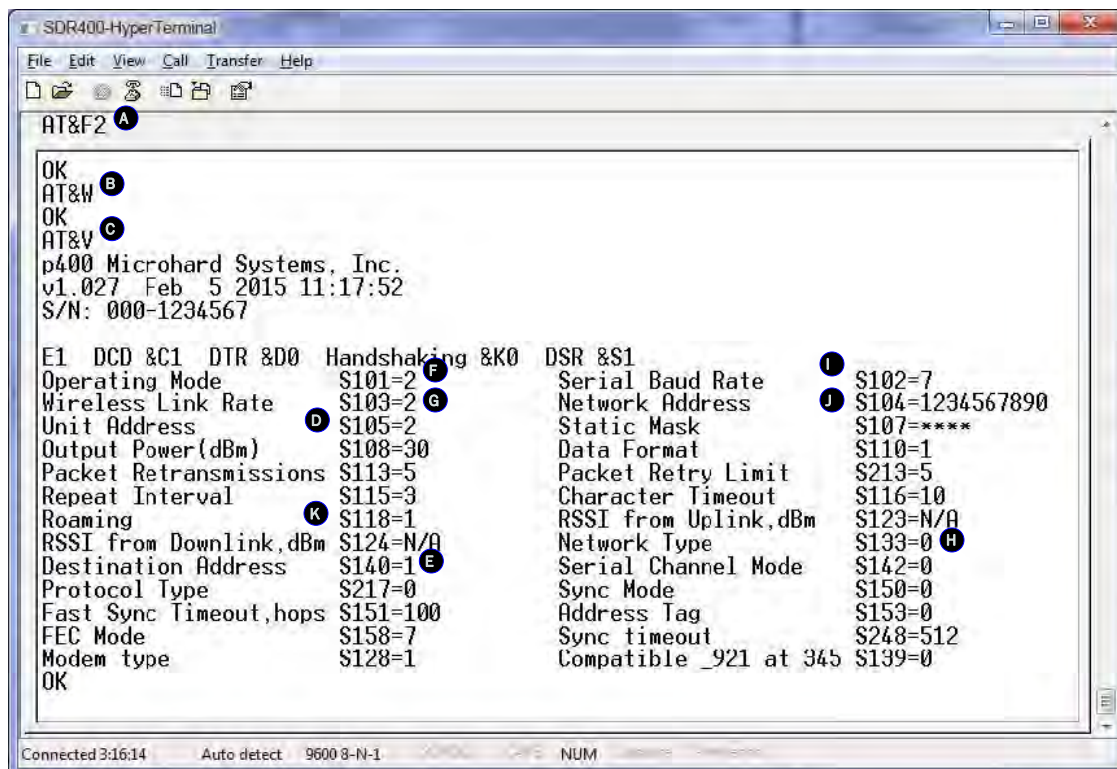 SDR400-HyperTerminal
File Edit View Call Transfer Help
AT&F2 A
OK
AT&W B
OK
AT&V C
p400 Microhard Systems, Inc.
v1.027 Feb 5 2015 11:17:52
S/N: 000-1234567
E1 DCD &C1 DTR &D0 Handshaking &K0 DSR &S1
Operating Mode S101=2 F Serial Baud Rate I S102=7
Wireless Link Rate S103=2 G Network Address J S104=1234567890
Unit Address D S105=2 Static Mask S107=****
Output Power(dBm) S108=30 Data Format S110=1
Packet Retransmissions S113=5 Packet Retry Limit S213=5
Repeat Interval S115=3 Character Timeout S116=10
Roaming K S118=1 RSSI from Uplink,dBm S123=N/A
RSSI from Downlink,dBm S124=N/A Network Type S133=0 H
Destination Address S140=1 E Serial Channel Mode S142=0
Protocol Type S217=0 Sync Mode S150=0
Fast Sync Timeout,hops S151=100 Address Tag S153=0
FEC Mode S158=7 Sync timeout S248=512
Modem type S128=1 Compatible _921 at 345 S139=0
OK
Connected 3:16:14 Auto detect 9600 8-N-1 NUM